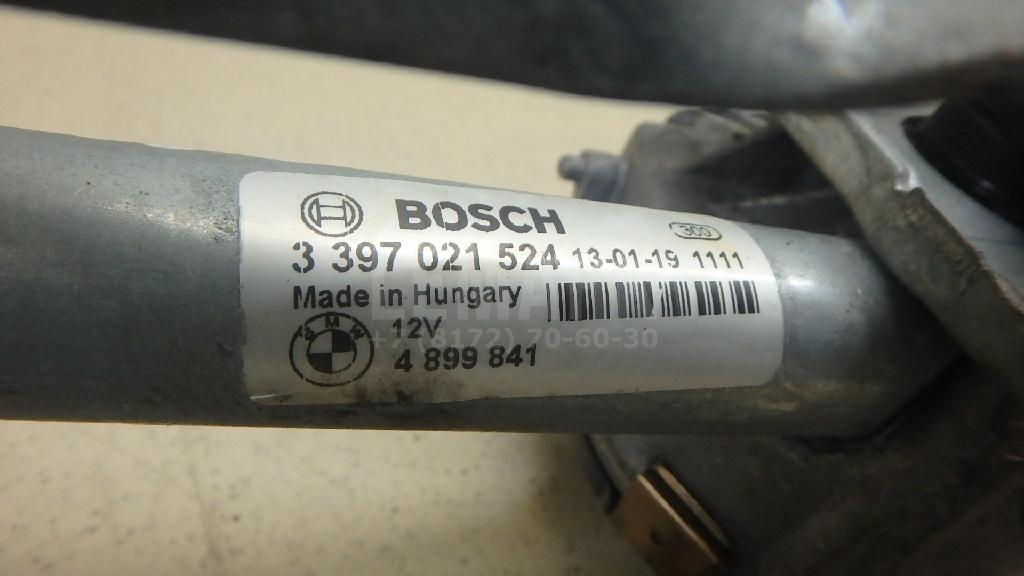 BOSCH
300
3 397 021 524 13-01-19 1111
Made in Hungary
BMW
12V
+7 (8172) 70-60-30
4 899 841